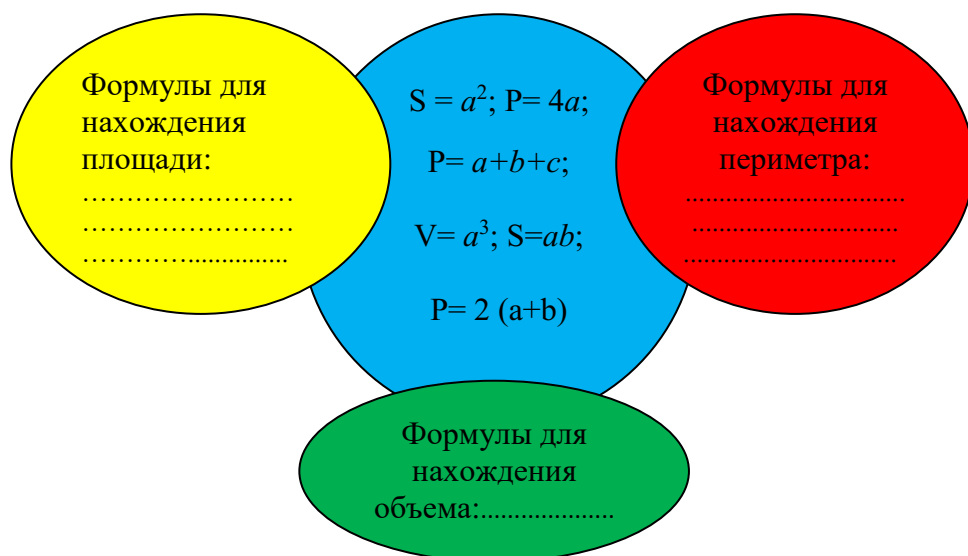 Формулы для
нахождения
площади:
……………………
……………………
…………...............
S = a²; P= 4a;
P= a+b+c;
V= a³; S=ab;
P= 2 (a+b)
Формулы для
нахождения
периметра:
.................................
...............................
................................
Формулы для
нахождения
объема:....................